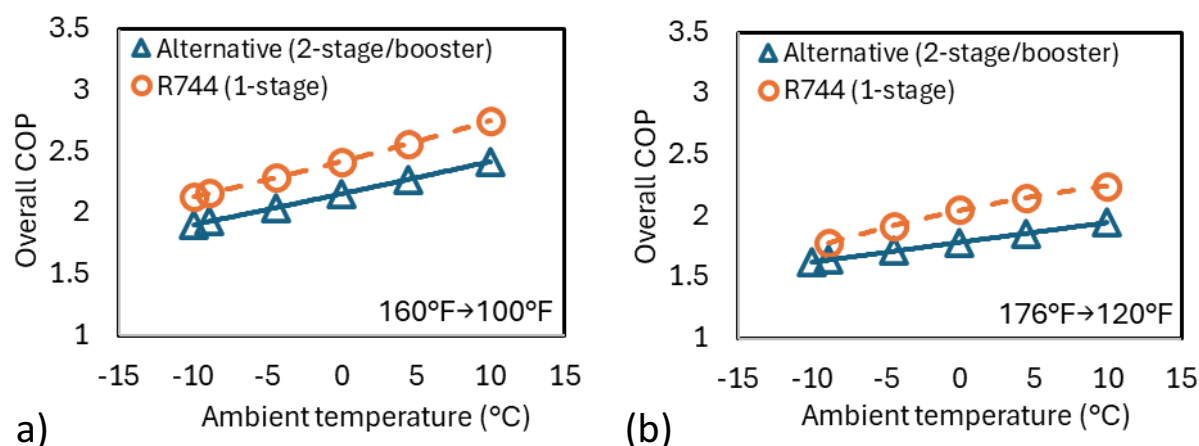 3.5
3
2.5
2
1.5
1
Overall COP
Alternative (2-stage/booster)
R744 (1-stage)
160°F→100°F
-15 -10 -5 0 5 10 15
Ambient temperature (°C)
a)
3.5
3
2.5
2
1.5
1
Overall COP
Alternative (2-stage/booster)
R744 (1-stage)
176°F→120°F
-15 -10 -5 0 5 10 15
Ambient temperature (°C)
(b)